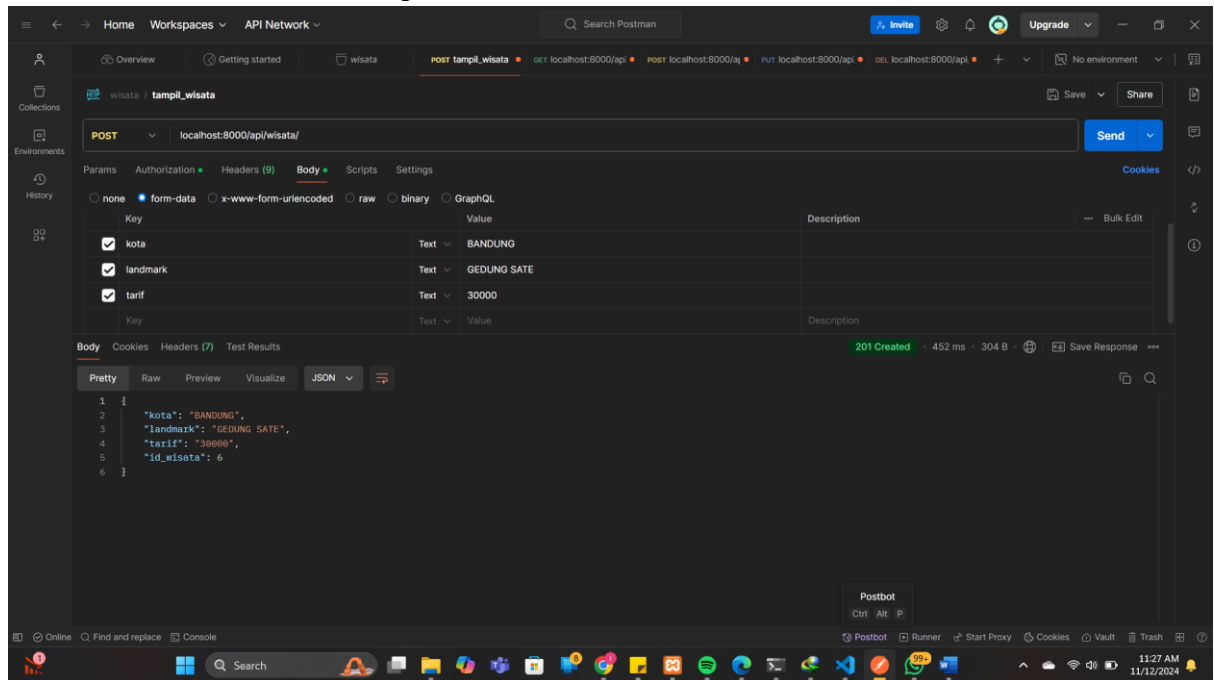 Home Workspaces API Network Search Postman Invite Upgrade
Overview Getting started wisata POST tampil_wisata GET localhost:8000/api POST localhost:8000/a PUT localhost:8000/api DEL localhost:8000/api No environment
Collections
Environments
History
wisata / tampil_wisata Save Share
POST localhost:8000/api/wisata/ Send
Params Authorization Headers (9) Body Scripts Settings Cookies
none form-data x-www-form-urlencoded raw binary GraphQL
Key Value Description Bulk Edit
kota Text BANDUNG
landmark Text GEDUNG SATE
tarif Text 30000
Key Text Value Description
Body Cookies Headers (7) Test Results 201 Created 452 ms 304 B Save Response
Pretty Raw Preview Visualize JSON
1 {
2 "kota": "BANDUNG",
3 "landmark": "GEDUNG SATE",
4 "tarif": "30000",
5 "id_wisata": 6
6 }
Postbot
Ctrl Alt P
Online Find and replace Console Postbot Runner Start Proxy Cookies Vault Trash
1 Search 8 99+ 11:27 AM
11/12/2024